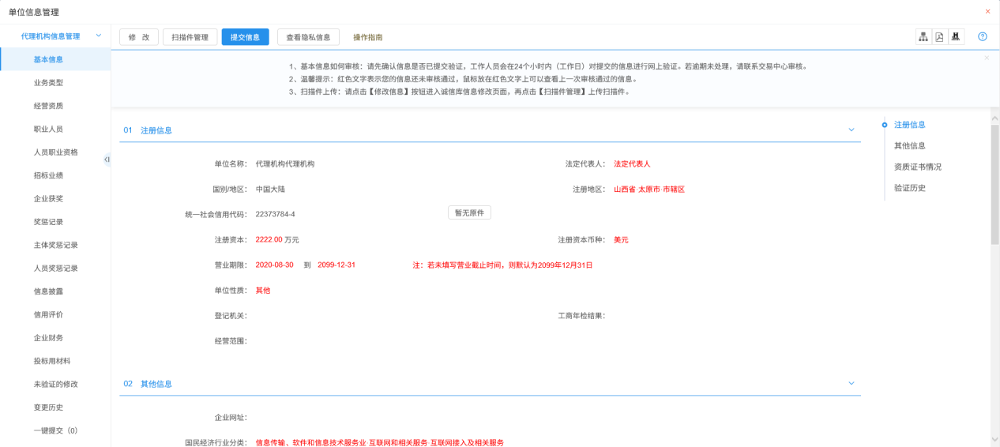 单位信息管理
代理机构信息管理
基本信息
业务类型
经营资质
职业人员
人员职业资格
招标业绩
企业获奖
奖惩记录
主体奖惩记录
人员奖惩记录
信息披露
信用评价
企业财务
投标用材料
未验证的修改
变更历史
一键提交（0）
修 改 扫描件管理 提交信息 查看隐私信息 操作指南
1、基本信息如何审核：请先确认信息是否已提交验证，工作人员会在24个小时内（工作日）对提交的信息进行网上验证。若逾期未处理，请联系交易中心审核。
2、温馨提示：红色文字表示您的信息还未审核通过，鼠标放在红色文字上可以查看上一次审核通过的信息。
3、扫描件上传：请点击【修改信息】按钮进入诚信库信息修改页面，再点击【扫描件管理】上传扫描件。
01 注册信息
单位名称： 代理机构代理机构 法定代表人： 法定代表人
国别/地区： 中国大陆 注册地区： 山西省·太原市·市辖区
统一社会信用代码： 22373784-4 暂无原件
注册资本： 2222.00 万元 注册资本币种： 美元
营业期限： 2020-08-30 到 2099-12-31 注：若未填写营业截止时间，则默认为2099年12月31日
单位性质： 其他
登记机关： 工商年检结果：
经营范围：
02 其他信息
企业网址：
国民经济行业分类： 信息传输、软件和信息技术服务业·互联网和相关服务·互联网接入及相关服务
注册信息
其他信息
资质证书情况
验证历史